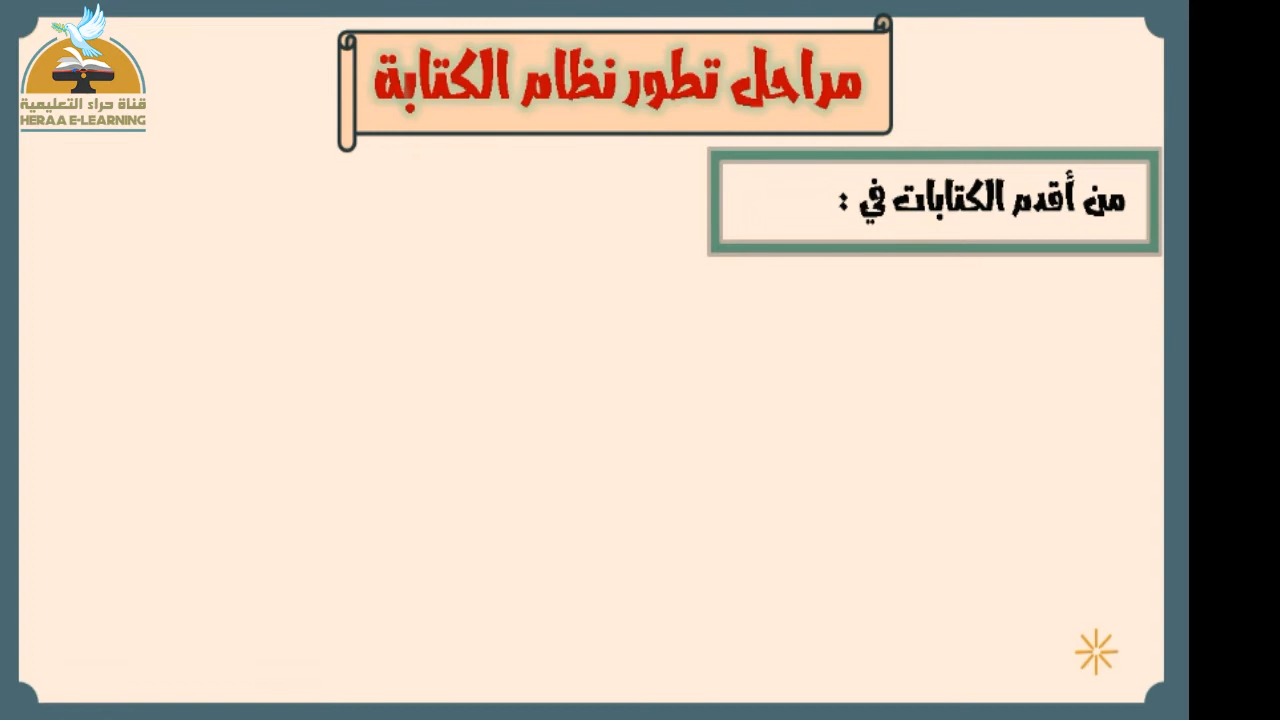 قناة حراء التعليمية
HERAA E-LEARNING
مراحل تطور نظام الكتابة
من أقدم الكتابات في :